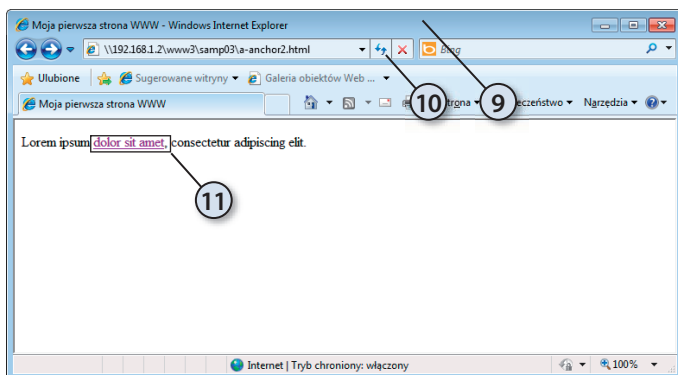 Moja pierwsza strona WWW - Windows Internet Explorer
\\192.168.1.2\www3\samp03\a-anchor2.html Bing
Ulubione Sugerowane witryny Galeria obiektów Web ...
Moja pierwsza strona WWW 10 9 eczeństwo Narzędzia
Lorem ipsum dolor sit amet, consectetur adipiscing elit.
11
Internet | Tryb chroniony: włączony 100%